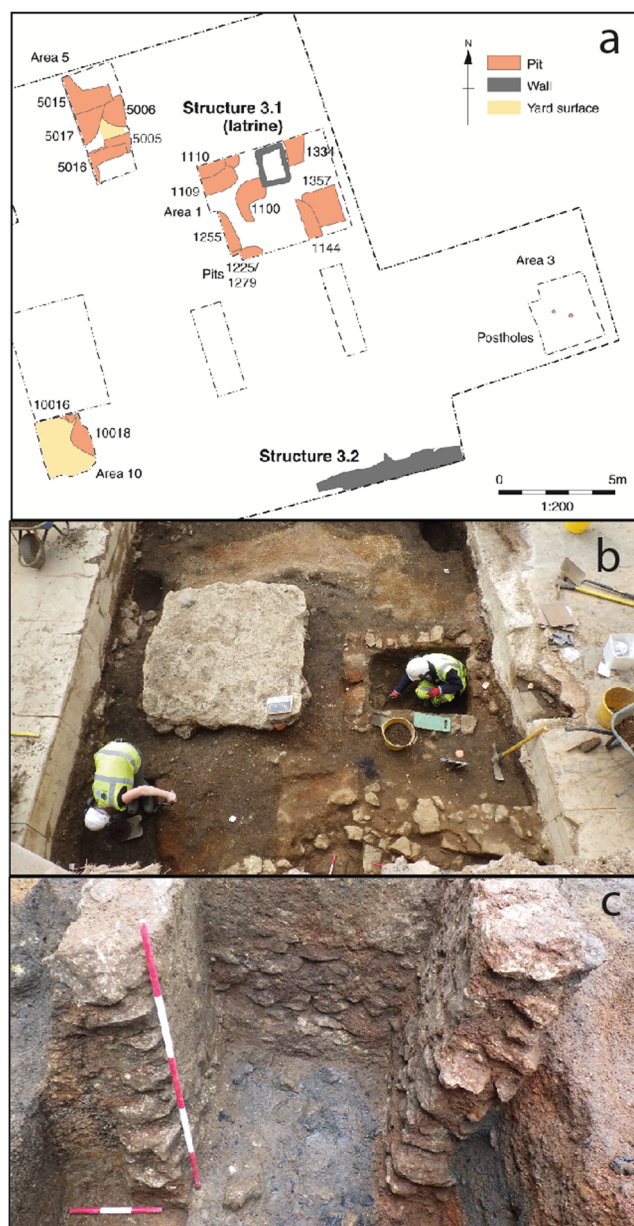 a
Area 5
N
Pit
Wall
Yard surface
5015
5006
5017
5005
5016
Structure 3.1
(latrine)
1110
1334
1109
1357
Area 1
1100
1255
1144
Pits
1225/
1279
Area 3
Postholes
10016
10018
Area 10
Structure 3.2
0
5m
1:200
b
c